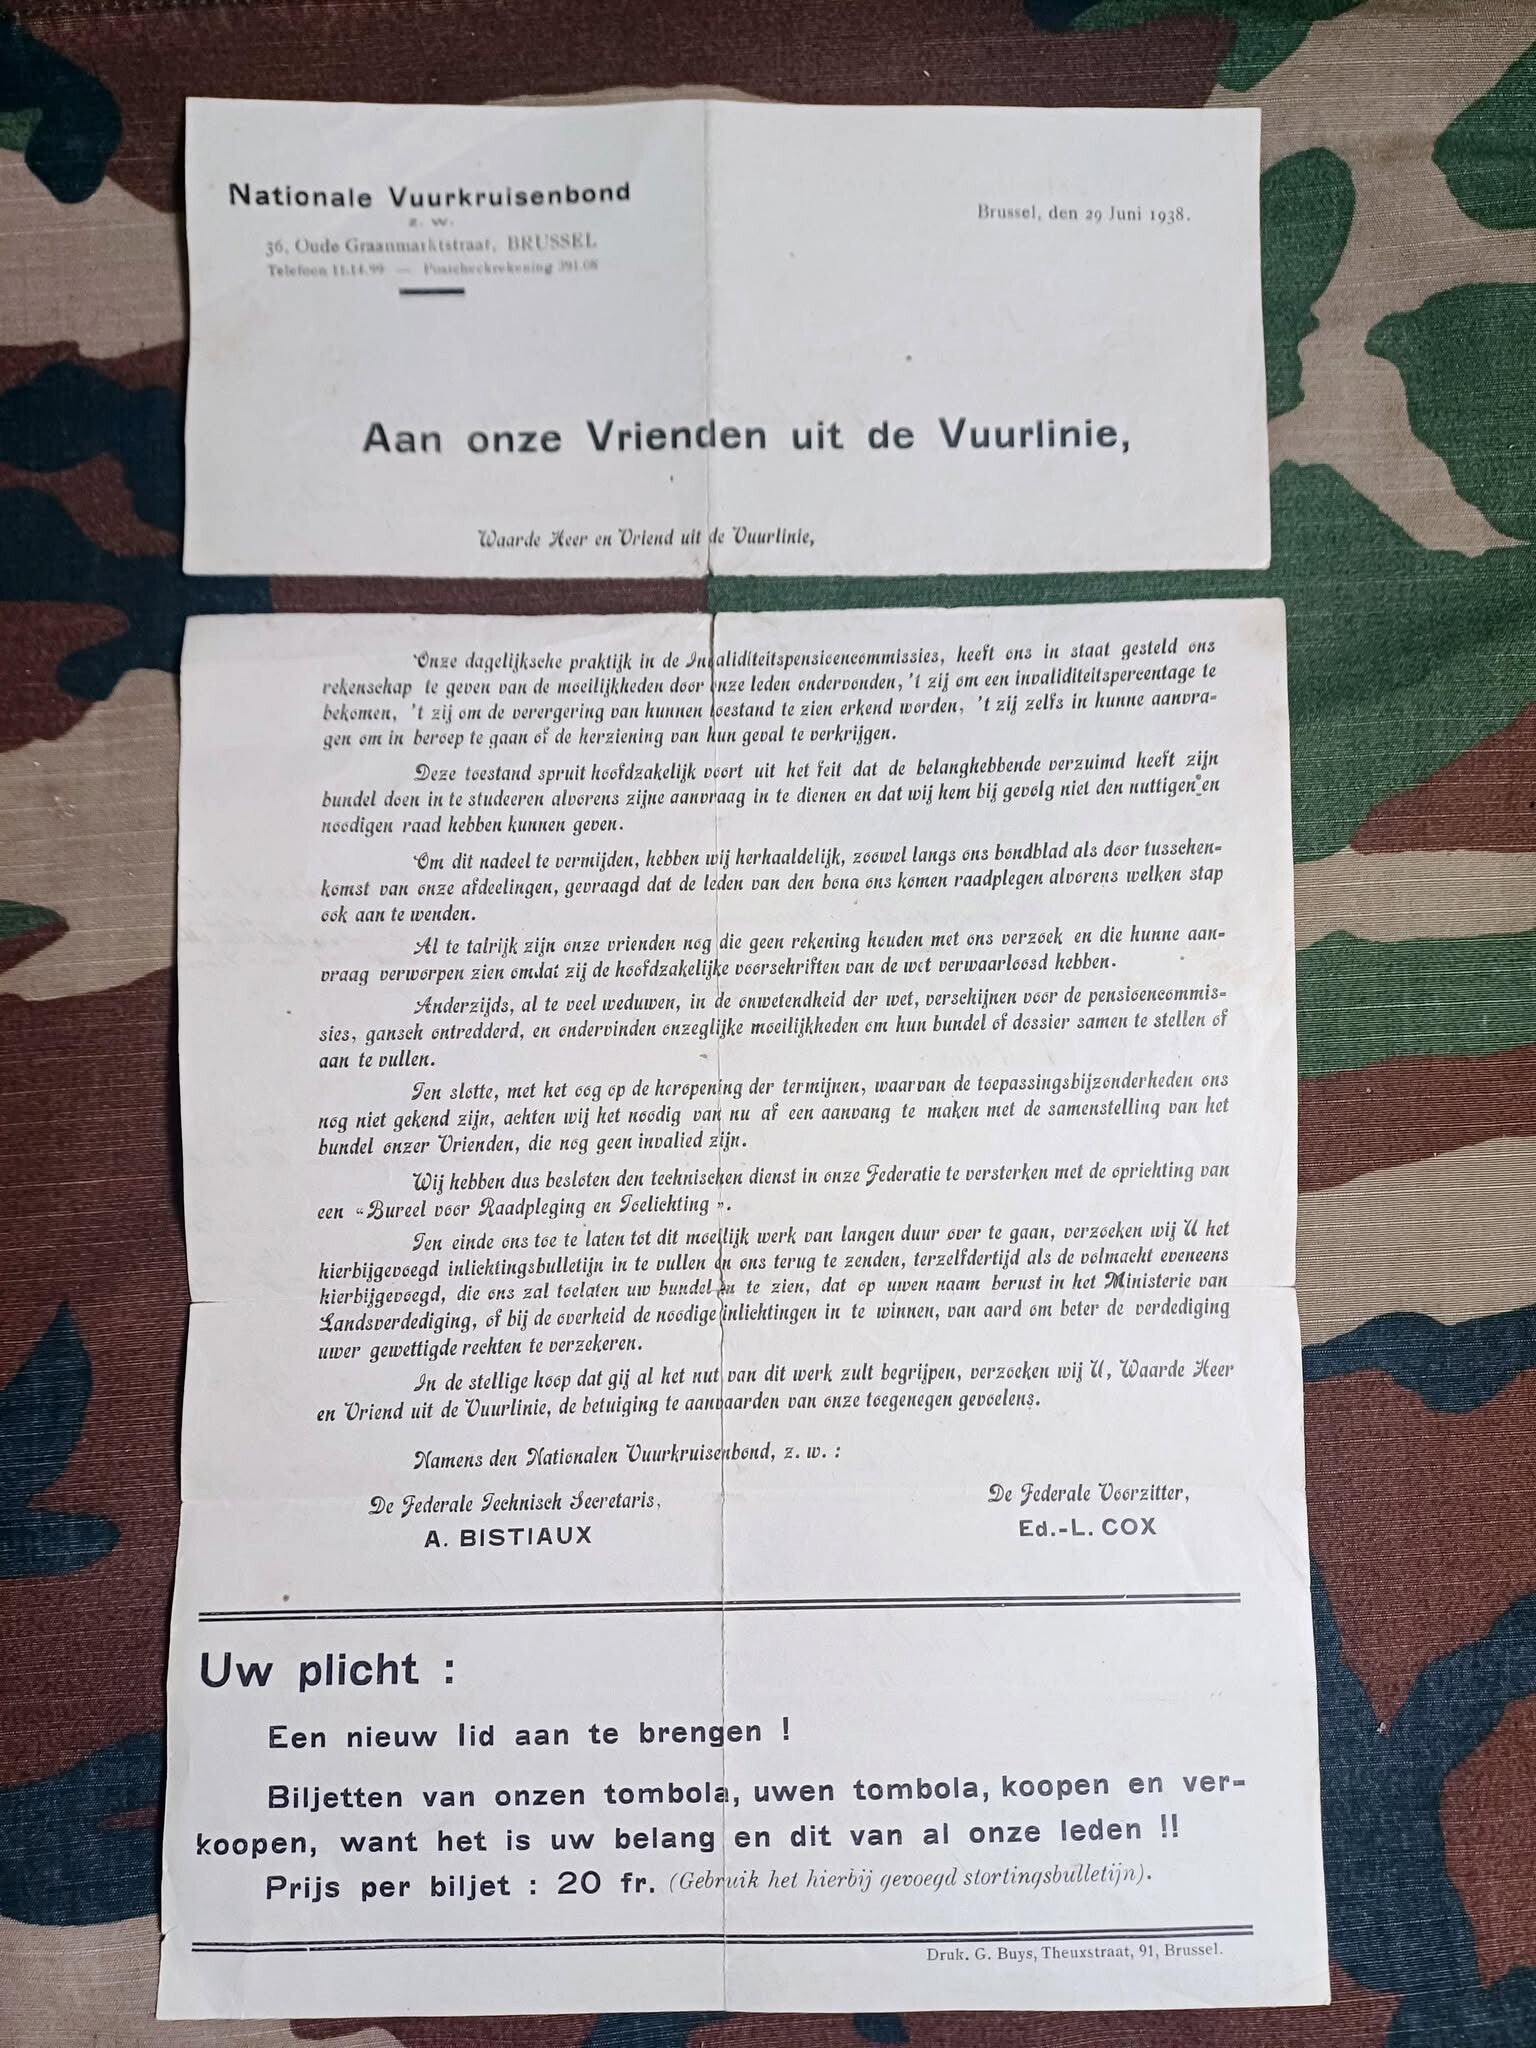 Nationale Vuurkruisenbond
z. w.
36, Oude Graanmarktstraat, BRUSSEL
Telefoon 11.14.99 — Postcheckrekening 391.08
Brussel, den 29 Juni 1938.
Aan onze Vrienden uit de Vuurlinie,
Waarde Heer en Vriend uit de Vuurlinie,
Onze dagelijksche praktijk in de Invaliditeitspensioencommissies, heeft ons in staat gesteld ons
rekenschap te geven van de moeilijkheden door onze leden ondervonden, 't zij om een invaliditeitspercentage te
bekomen, 't zij om de verergering van hunnen toestand te zien erkend worden, 't zij zelfs in hunne aanvra-
gen om in beroep te gaan of de herziening van hun geval te verkrijgen.
Deze toestand spruit hoofdzakelijk voort uit het feit dat de belanghebbende verzuimd heeft zijn
bundel doen in te studeeren alvorens zijne aanvraag in te dienen en dat wij hem bij gevolg niet den nuttigen en
noodigen raad hebben kunnen geven.
Om dit nadeel te vermijden, hebben wij herhaaldelijk, zoowel langs ons bondblad als door tusschen-
komst van onze afdeelingen, gevraagd dat de leden van den bona ons komen raadplegen alvorens welken stap
ook aan te wenden.
Al te talrijk zijn onze vrienden nog die geen rekening houden met ons verzoek en die hunne aan-
vraag verworpen zien omdat zij de hoofdzakelijke voorschriften van de wet verwaarloosd hebben.
Anderzijds, al te veel weduwen, in de onwetendheid der wet, verschijnen voor de pensioencommis-
sies, gansch ontredderd, en ondervinden onzeglijke moeilijkheden om hun bundel of dossier samen te stellen of
aan te vullen.
Ten slotte, met het oog op de heropening der termijnen, waarvan de toepassingsbijzonderheden ons
nog niet gekend zijn, achten wij het noodig van nu af een aanvang te maken met de samenstelling van het
bundel onzer Vrienden, die nog geen invalied zijn.
Wij hebben dus besloten den technischen dienst in onze Federatie te versterken met de oprichting van
een « Bureel voor Raadpleging en Toelichting ».
Ten einde ons toe te laten tot dit moeilijk werk van langen duur over te gaan, verzoeken wij U het
hierbijgevoegd inlichtingsbulletijn in te vullen en ons terug te zenden, terzelfdertijd als de volmacht eveneens
hierbijgevoegd, die ons zal toelaten uw bundel in te zien, dat op uwen naam berust in het Ministerie van
Landsverdediging, of bij de overheid de noodige inlichtingen in te winnen, van aard om beter de verdediging
uwer gewettigde rechten te verzekeren.
In de stellige hoop dat gij al het nut van dit werk zult begrijpen, verzoeken wij U, Waarde Heer
en Vriend uit de Vuurlinie, de betuiging te aanvaarden van onze toegenegen gevoelens.
Namens den Nationalen Vuurkruisenbond, z. w. :
De Federale Technisch Secretaris,
A. BISTIAUX
De Federale Voorzitter,
Ed.-L. COX
Uw plicht :
Een nieuw lid aan te brengen !
Biljetten van onzen tombola, uwen tombola, koopen en ver-
koopen, want het is uw belang en dit van al onze leden !!
Prijs per biljet : 20 fr. (Gebruik het hierbij gevoegd stortingsbulletijn).
Druk. G. Buys, Theuxstraat, 91, Brussel.